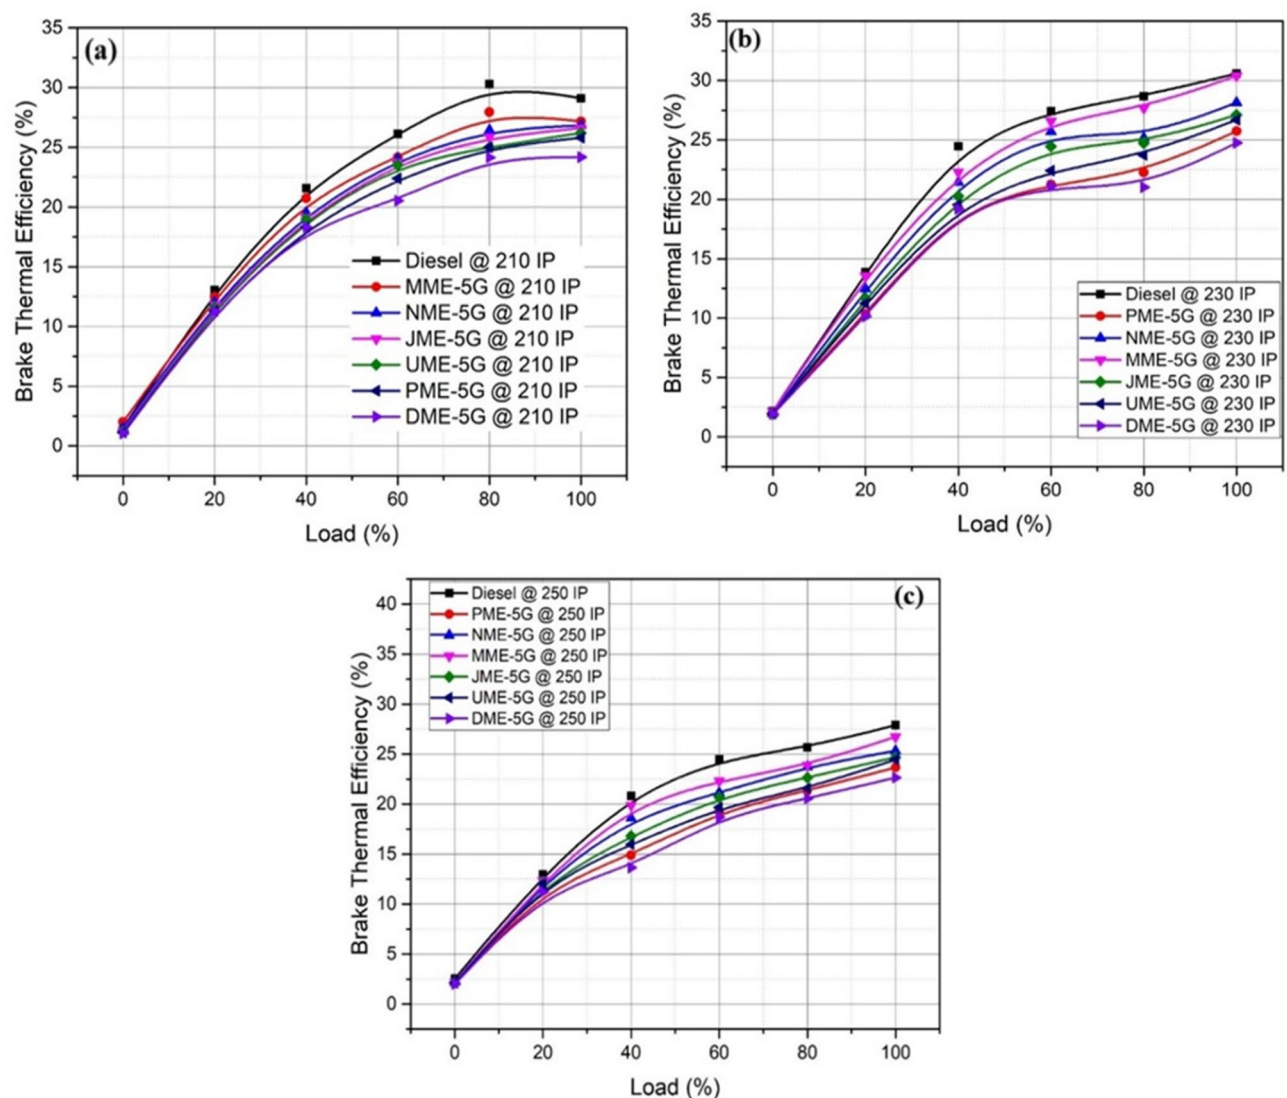 (a)
Brake Thermal Efficiency (%)
35
30
25
20
15
10
5
0
Diesel @ 210 IP
MME-5G @ 210 IP
NME-5G @ 210 IP
JME-5G @ 210 IP
UME-5G @ 210 IP
PME-5G @ 210 IP
DME-5G @ 210 IP
0 20 40 60 80 100
Load (%)
(b)
Brake Thermal Efficiency (%)
35
30
25
20
15
10
5
0
Diesel @ 230 IP
PME-5G @ 230 IP
NME-5G @ 230 IP
MME-5G @ 230 IP
JME-5G @ 230 IP
UME-5G @ 230 IP
DME-5G @ 230 IP
0 20 40 60 80 100
Load (%)
(c)
Brake Thermal Efficiency (%)
40
35
30
25
20
15
10
5
0
Diesel @ 250 IP
PME-5G @ 250 IP
NME-5G @ 250 IP
MME-5G @ 250 IP
JME-5G @ 250 IP
UME-5G @ 250 IP
DME-5G @ 250 IP
0 20 40 60 80 100
Load (%)